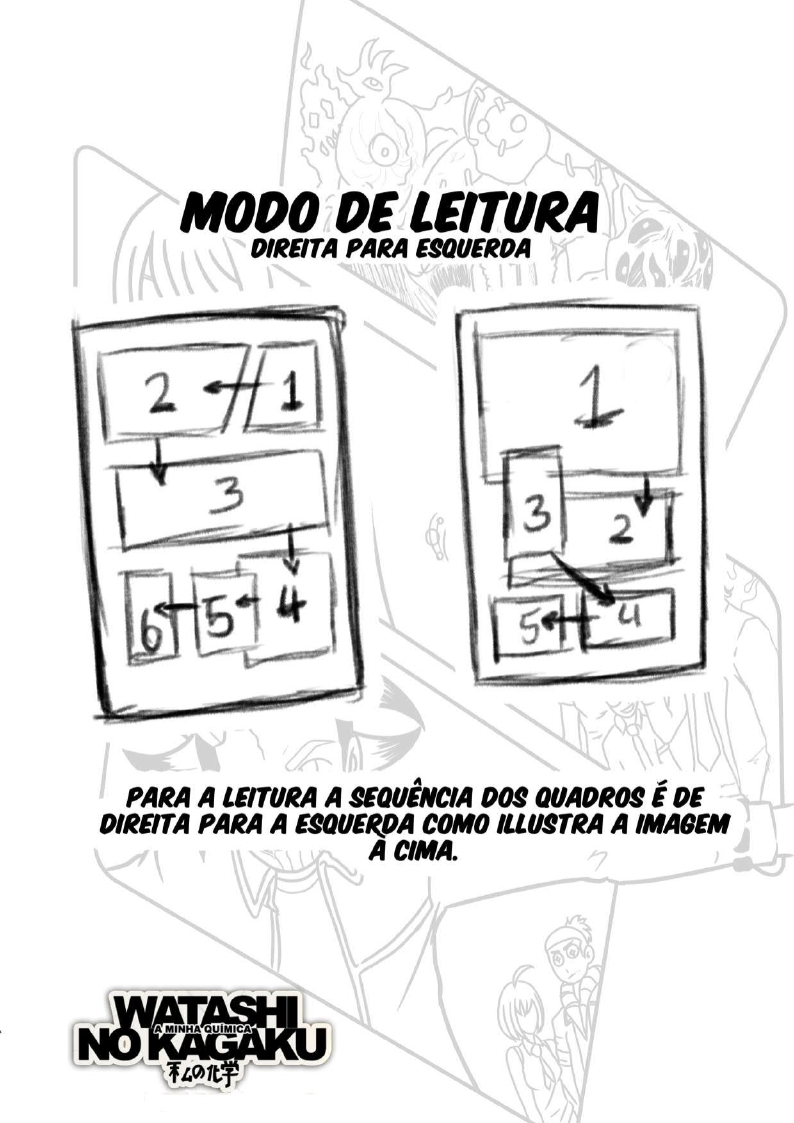 MODO DE LEITURA
DIREITA PARA ESQUERDA
2 1
3
6 5 4
1
3 2
5 4
PARA A LEITURA A SEQUÊNCIA DOS QUADROS É DE
DIREITA PARA A ESQUERDA COMO ILLUSTRA A IMAGEM
À CIMA.
WATASHI
A MINHA QUÍMICA
NO KAGAKU
私の化学